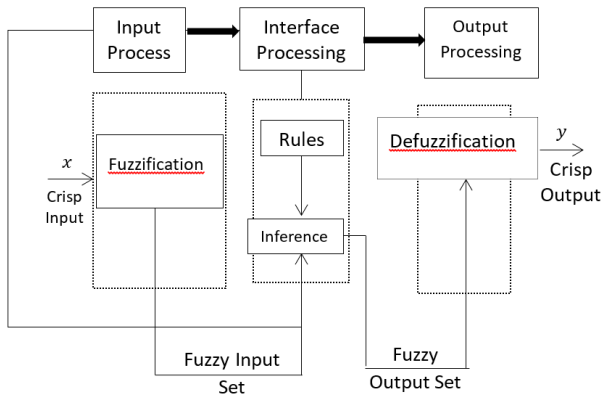 Input
Process
Interface
Processing
Output
Processing
x
Crisp
Input
Fuzzification
Rules
Inference
Defuzzification
y
Crisp
Output
Fuzzy Input
Set
Fuzzy
Output Set